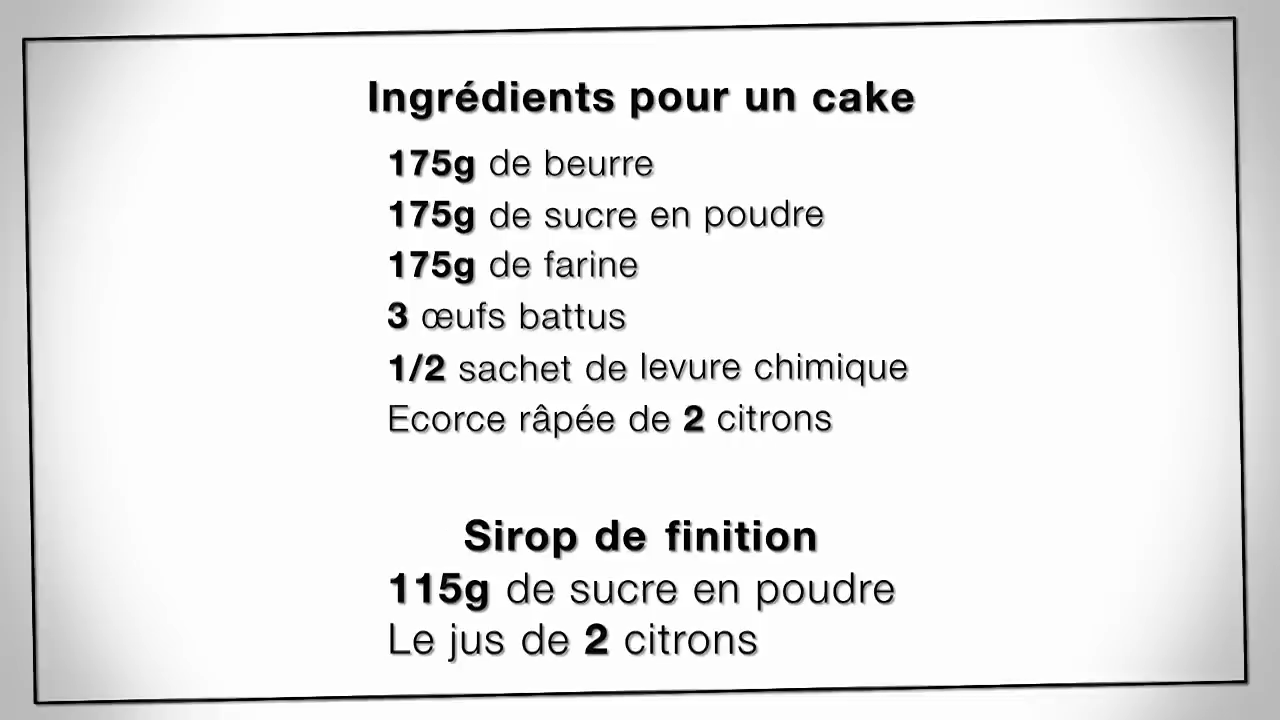 Ingrédients pour un cake
175g de beurre
175g de sucre en poudre
175g de farine
3 œufs battus
1/2 sachet de levure chimique
Ecorce râpée de 2 citrons
Sirop de finition
115g de sucre en poudre
Le jus de 2 citrons